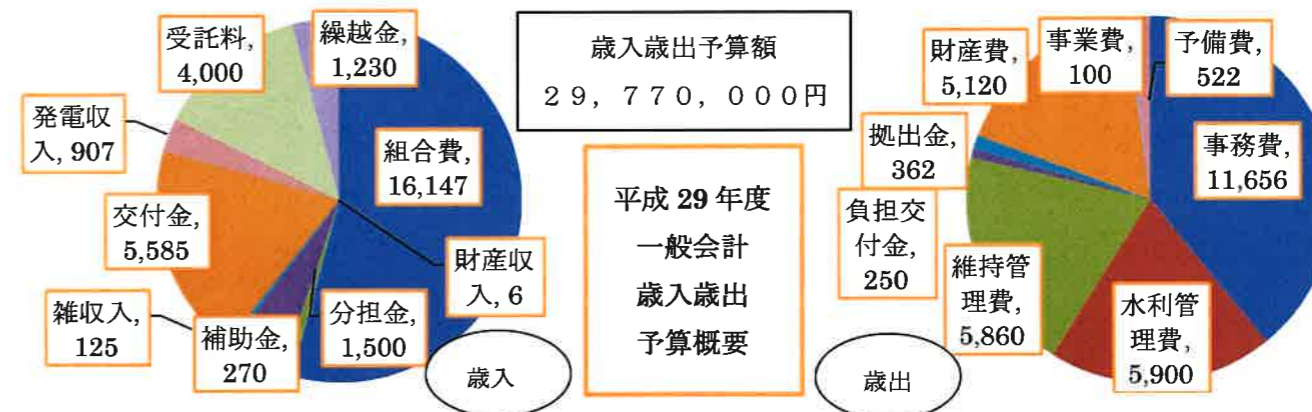 受託料,
4,000
繰越金,
1,230
発電収
入, 907
組合費,
16,147
交付金,
5,585
財産収
入, 6
雑収入,
125
補助金,
270
分担金,
1,500
歳入
歳入歳出予算額
２９，７７０，０００円
平成 29 年度
一般会計
歳入歳出
予算概要
財産費,
5,120
事業費,
100
予備費,
522
拠出金,
362
事務費,
11,656
負担交
付金,
250
維持管
理費,
5,860
水利管
理費,
5,900
歳出